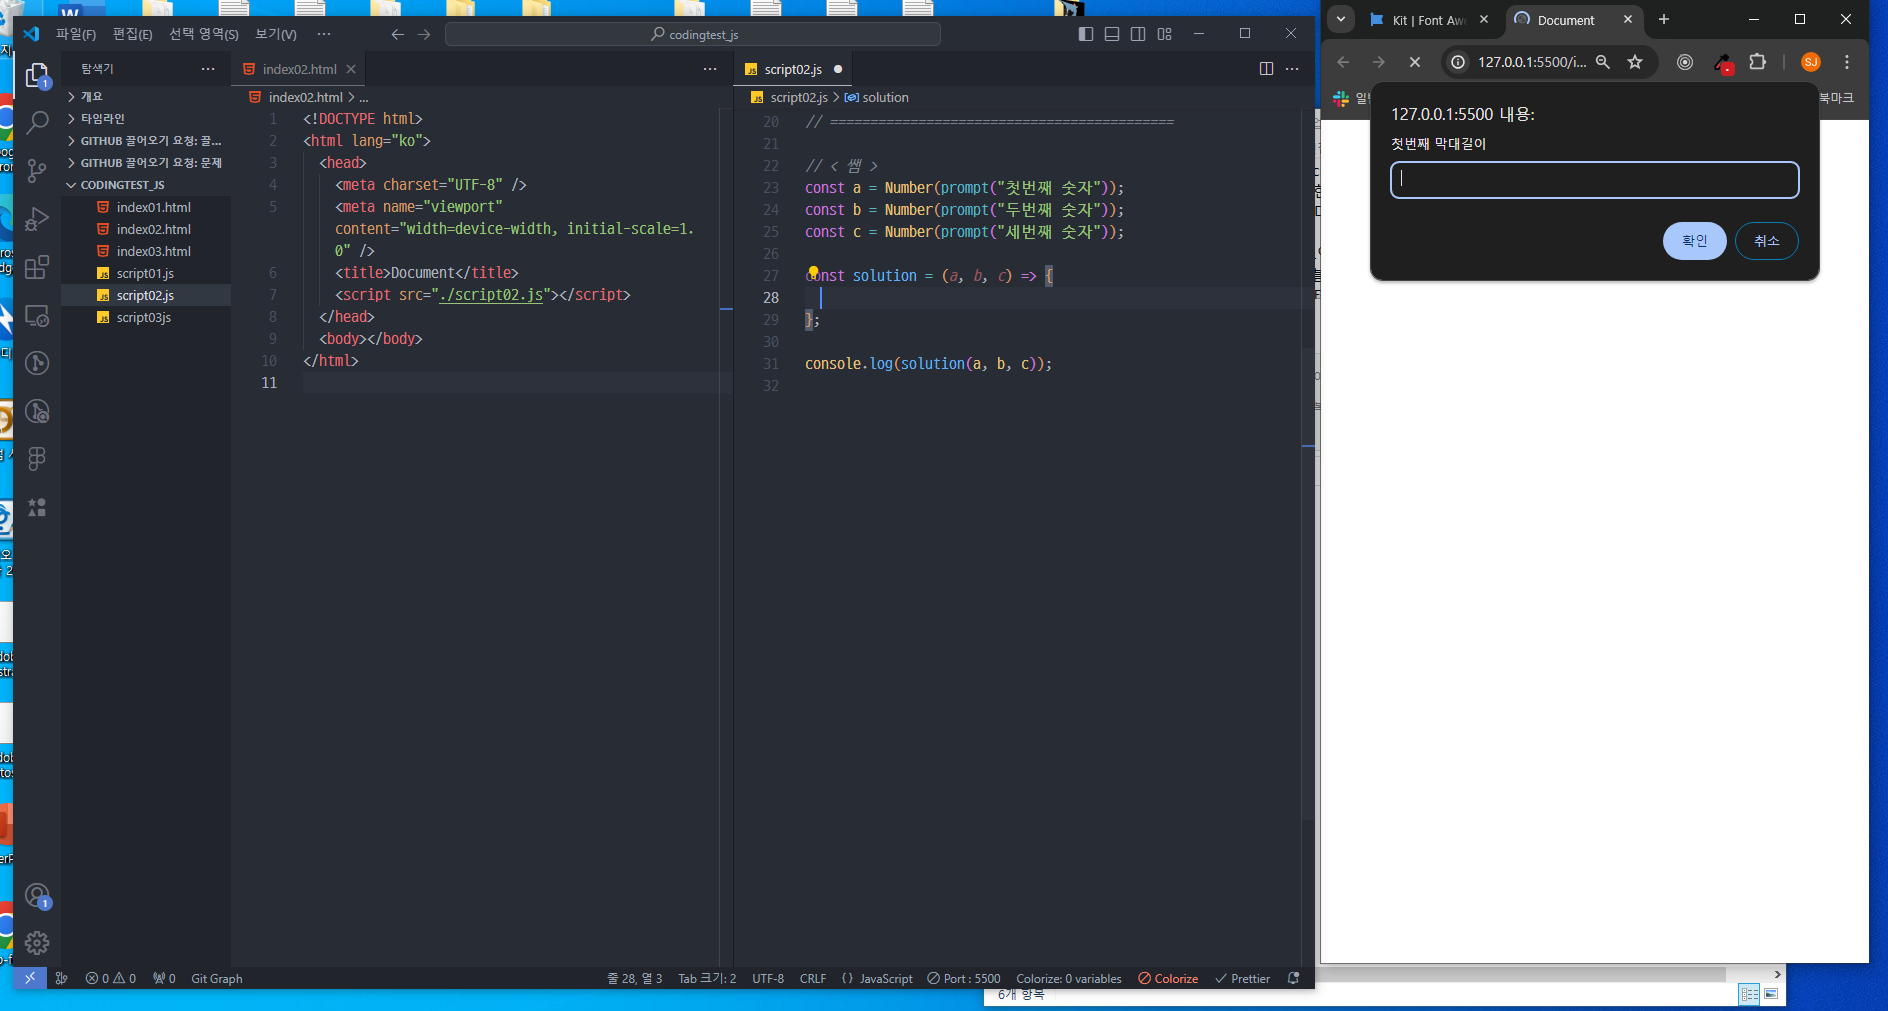 파일(F) 편집(E) 선택 영역(S) 보기(V) ··· codingtest_js
탐색기 ···
개요
타임라인
GITHUB 끌어오기 요청: 풀...
GITHUB 끌어오기 요청: 문제
CODINGTEST_JS
index01.html
index02.html
index03.html
script01.js
script02.js
script03js
index02.html
index02.html > ...
1 <!DOCTYPE html>
2 <html lang="ko">
3 <head>
4 <meta charset="UTF-8" />
5 <meta name="viewport"
content="width=device-width, initial-scale=1.
0" />
6 <title>Document</title>
7 <script src="./script02.js"></script>
8 </head>
9 <body></body>
10 </html>
11
script02.js
script02.js > solution
20 // ===========================================
21
22 // < 쌤 >
23 const a = Number(prompt("첫번째 숫자"));
24 const b = Number(prompt("두번째 숫자"));
25 const c = Number(prompt("세번째 숫자"));
26
27 const solution = (a, b, c) => {
28
29 };
30
31 console.log(solution(a, b, c));
32
1
1
0 0 0 Git Graph 줄 28, 열 3 Tab 크기: 2 UTF-8 CRLF {} JavaScript Port : 5500 Colorize: 0 variables Colorize Prettier
Kit | Font Aw
Document
127.0.0.1:5500/i...
SJ
북마크
127.0.0.1:5500 내용:
첫번째 막대길이
확인 취소
6개 항목